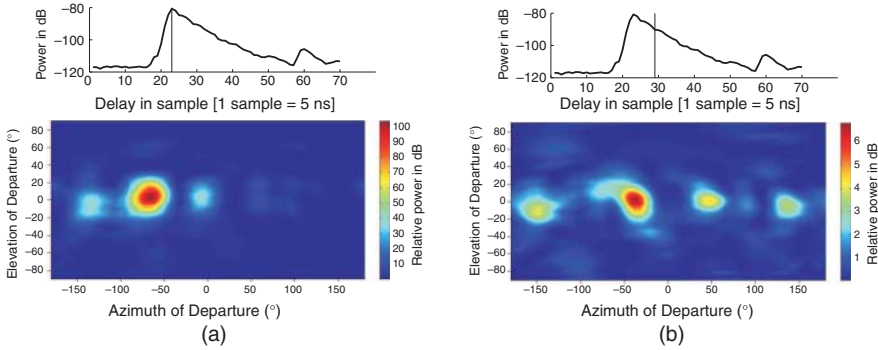 Power in dB
−80
−100
−120
0 10 20 30 40 50 60 70
Delay in sample [1 sample = 5 ns]
Elevation of Departure (°)
80
60
40
20
0
−20
−40
−60
−80
−150 −100 −50 0 50 100 150
Azimuth of Departure (°)
100
90
80
70
60
50
40
30
20
10
Relative power in dB
(a)
Power in dB
−80
−100
−120
0 10 20 30 40 50 60 70
Delay in sample [1 sample = 5 ns]
Elevation of Departure (°)
80
60
40
20
0
−20
−40
−60
−80
−150 −100 −50 0 50 100 150
Azimuth of Departure (°)
6
5
4
3
2
1
Relative power in dB
(b)